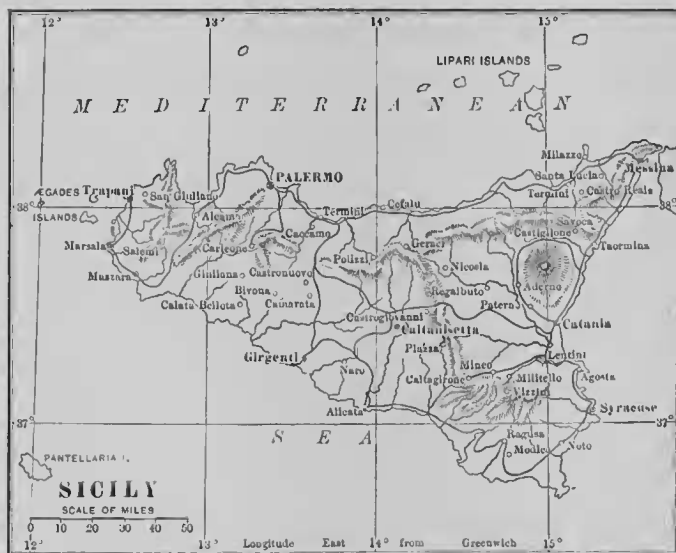 12° 13° 14° 15°
LIPARI ISLANDS
MEDITERRANEAN
Milazzo
Messina
Santa Lucia
PALERMO
Castro Reale
ÆGADES
Trapani
San Giuliano
Termini
38° 38°
ISLANDS
Cefalu
Alcamo
Termini
Savoca
Caccamo
Castiglione
Marsala
Salemi
Corleone
Geraci
Taormina
Polizzi
Mazzara
Giuliana
Castronuovo
Nicosia
Aderno
Bivona
Regalbuto
Calata Bellota
Camarata
Paterno
Castrogiovanni
Catania
Caltanisetta
Piazza
Girgenti
Lentini
Naro
Mineo
Caltagirone
Militello
Agosta
Vizzini
Alicata
Syracuse
37° 37°
SEA
Ragusa
Modica
Noto
PANTELLARIA I.
SICILY
SCALE OF MILES
0 10 20 30 40 50
12° 13° Longitude East 14° from Greenwich 15°